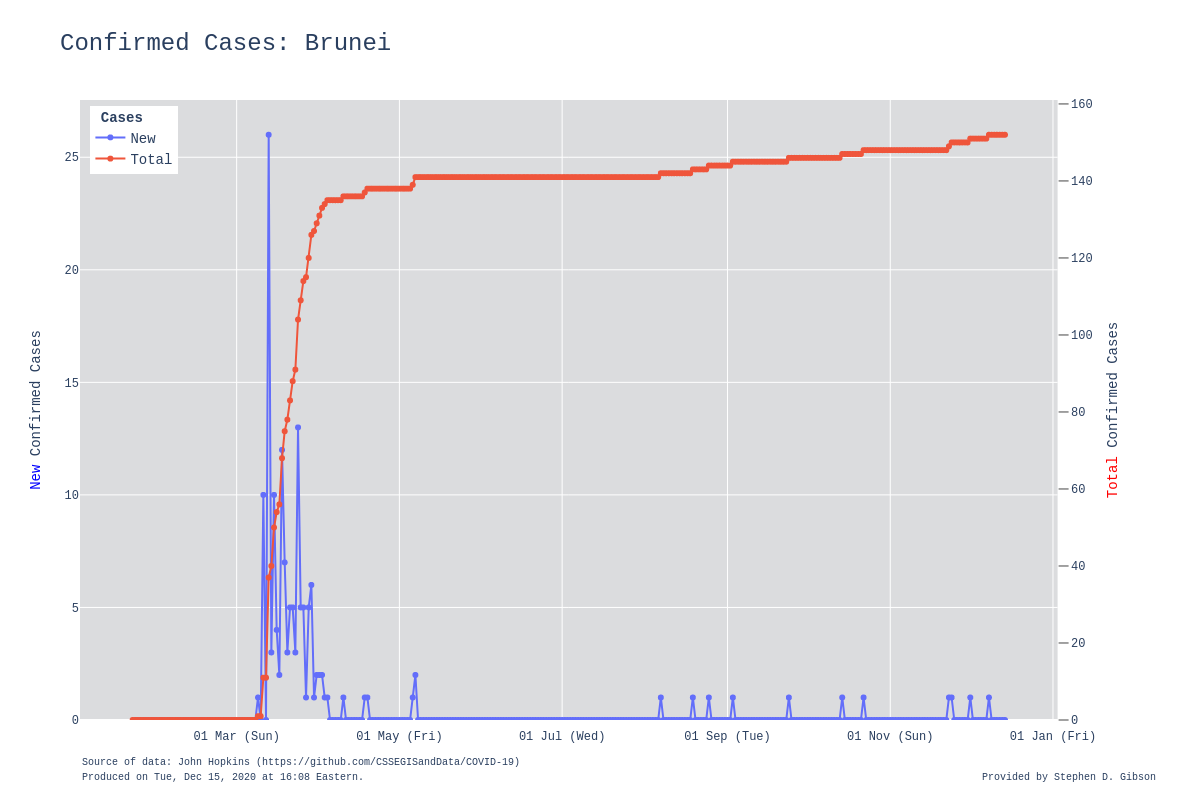 Confirmed Cases: Brunei
Cases
New
Total
25
20
15
10
5
0
New Confirmed Cases
160
140
120
100
80
60
40
20
0
Total Confirmed Cases
01 Mar (Sun)
01 May (Fri)
01 Jul (Wed)
01 Sep (Tue)
01 Nov (Sun)
01 Jan (Fri)
Source of data: John Hopkins (https://github.com/CSSEGISandData/COVID-19)
Produced on Tue, Dec 15, 2020 at 16:08 Eastern.
Provided by Stephen D. Gibson